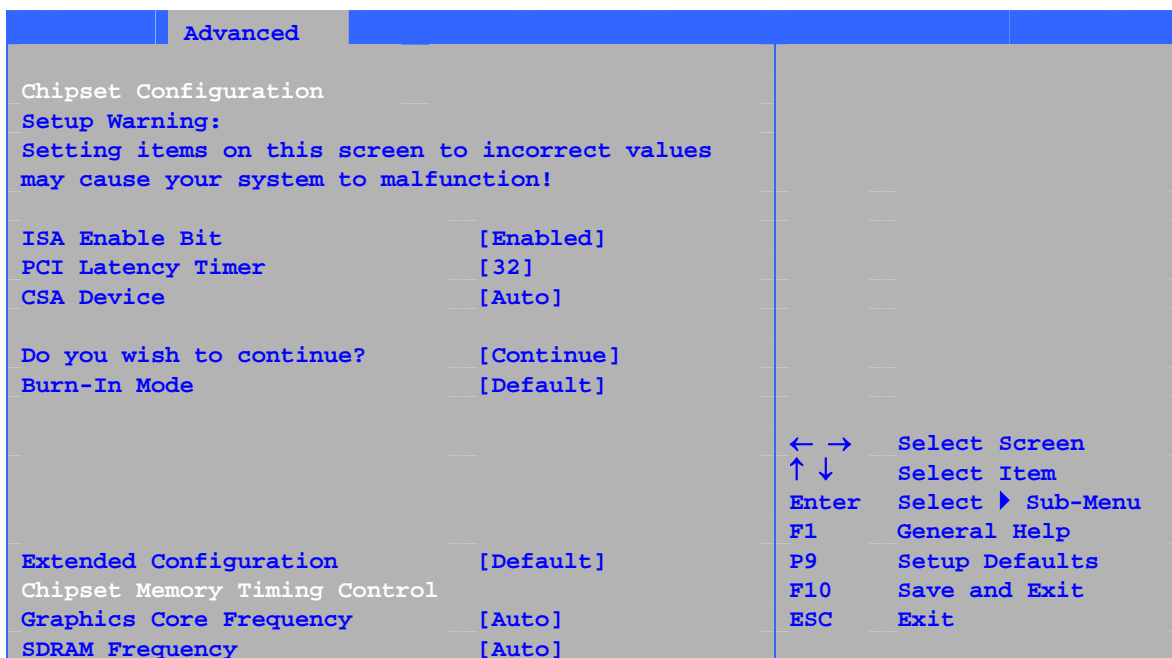 Advanced
Chipset Configuration
Setup Warning:
Setting items on this screen to incorrect values
may cause your system to malfunction!
ISA Enable Bit [Enabled]
PCI Latency Timer [32]
CSA Device [Auto]
Do you wish to continue? [Continue]
Burn-In Mode [Default]
Extended Configuration [Default]
Chipset Memory Timing Control
Graphics Core Frequency [Auto]
SDRAM Frequency [Auto]
← → Select Screen
↑ ↓ Select Item
Enter Select ▶ Sub-Menu
F1 General Help
P9 Setup Defaults
F10 Save and Exit
ESC Exit